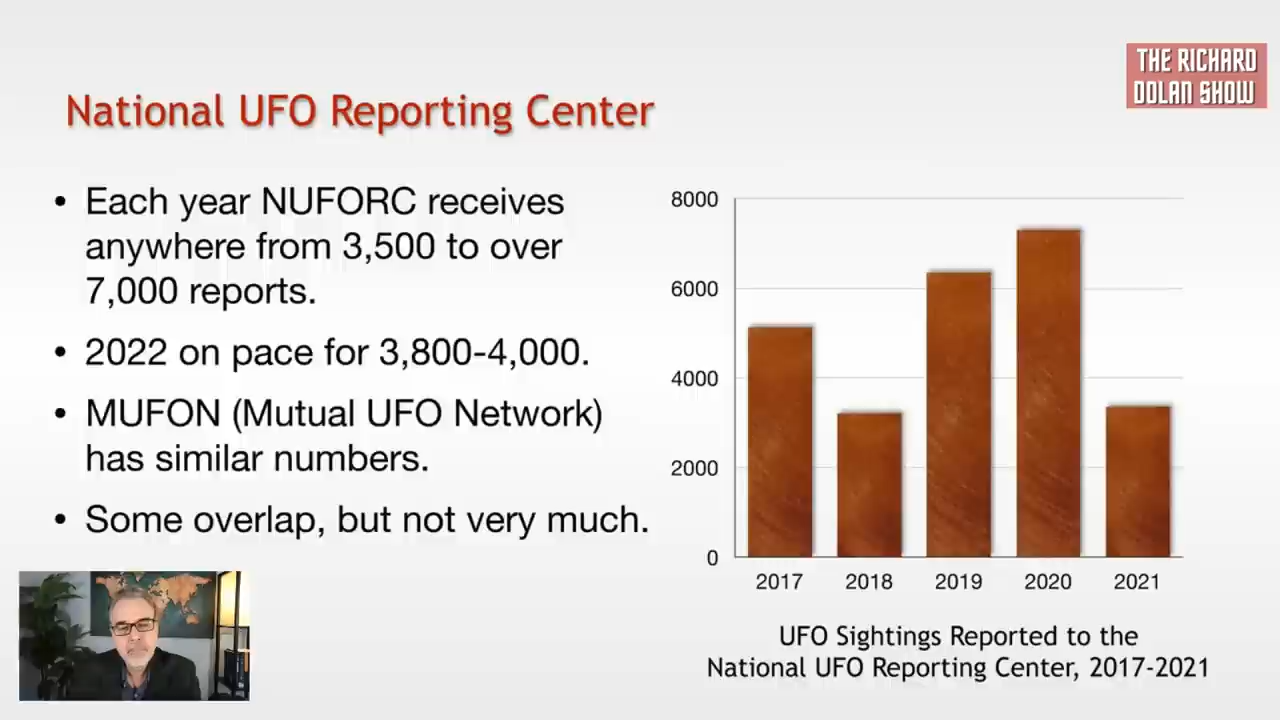 THE RICHARD
DOLAN SHOW
National UFO Reporting Center
• Each year NUFORC receives
anywhere from 3,500 to over
7,000 reports.
• 2022 on pace for 3,800-4,000.
• MUFON (Mutual UFO Network)
has similar numbers.
• Some overlap, but not very much.
8000
6000
4000
2000
0
2017 2018 2019 2020 2021
UFO Sightings Reported to the
National UFO Reporting Center, 2017-2021